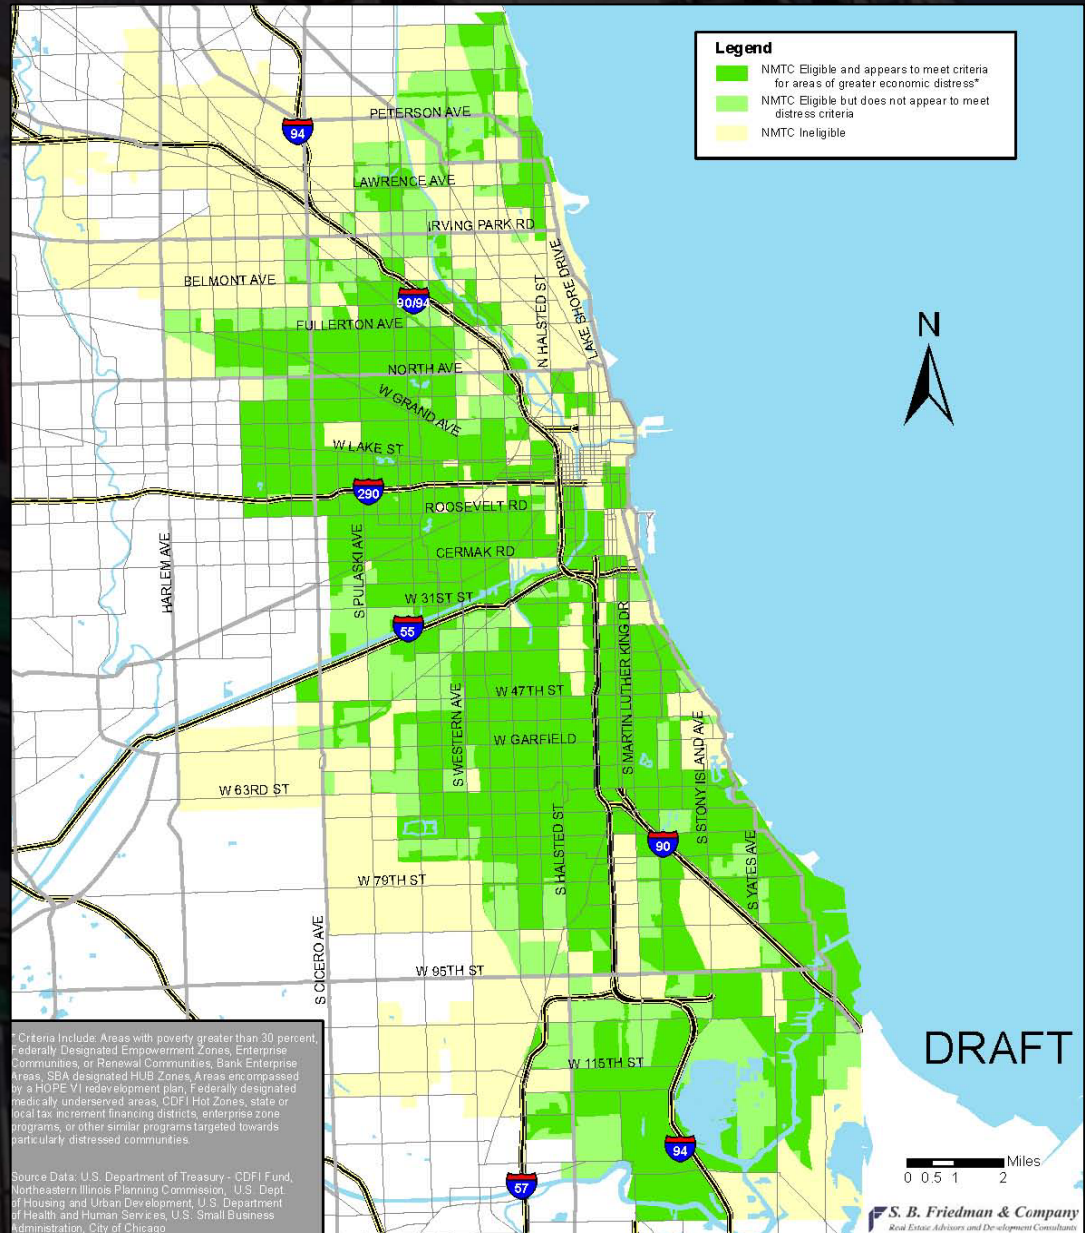 Legend
NMTC Eligible and appears to meet criteria
for areas of greater economic distress*
NMTC Eligible but does not appear to meet
distress criteria
NMTC Ineligible
PETERSON AVE
94
LAWRENCE AVE
IRVING PARK RD
BELMONT AVE
90/94
FULLERTON AVE
N HALSTED ST
LAKE SHORE DRIVE
N
NORTH AVE
W GRAND AVE
W LAKE ST
290
ROOSEVELT RD
CERMAK RD
HARLEM AVE
S PULASKI AVE
W 31ST ST
55
S MARTIN LUTHER KING DR
W 47TH ST
S WESTERN AVE
W GARFIELD
S STONY ISLAND AVE
W 63RD ST
S HALSTED ST
90
S YATES AVE
W 79TH ST
S CICERO AVE
W 95TH ST
W 115TH ST
DRAFT
94
57
Miles
0 0.5 1 2
* Criteria Include: Areas with poverty greater than 30 percent,
Federally Designated Empowerment Zones, Enterprise
Communities, or Renewal Communities, Bank Enterprise
Areas, SBA designated HUB Zones, Areas encompassed
by a HOPE VI redevelopment plan, Federally designated
medically underserved areas, CDFI Hot Zones, state or
local tax increment financing districts, enterprise zone
programs, or other similar programs targeted towards
particularly distressed communities.
Source Data: U.S. Department of Treasury - CDFI Fund,
Northeastern Illinois Planning Commission, U.S. Dept
of Housing and Urban Development, U.S. Department
of Health and Human Services, U.S. Small Business
Administration, City of Chicago
S. B. Friedman & Company
Real Estate Advisors and Development Consultants